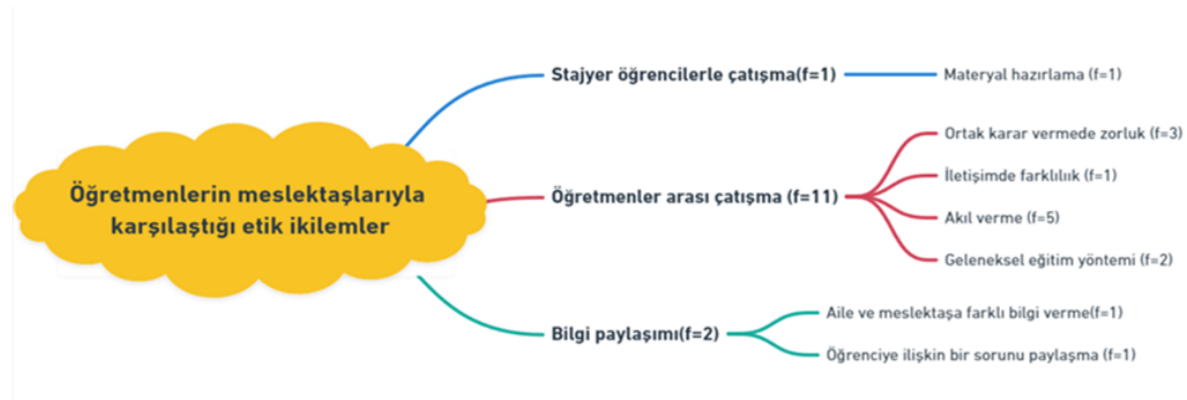 Öğretmenlerin meslektaşlarıyla
karşılaştığı etik ikilemler
Stajyer öğrencilerle çatışma(f=1)
Materyal hazırlama (f=1)
Öğretmenler arası çatışma (f=11)
Ortak karar vermede zorluk (f=3)
İletişimde farklılıık (f=1)
Akıl verme (f=5)
Geleneksel eğitim yöntemi (f=2)
Bilgi paylaşımı(f=2)
Aile ve meslektaşa farklı bilgi verme(f=1)
Öğrenciye ilişkin bir sorunu paylaşma (f=1)